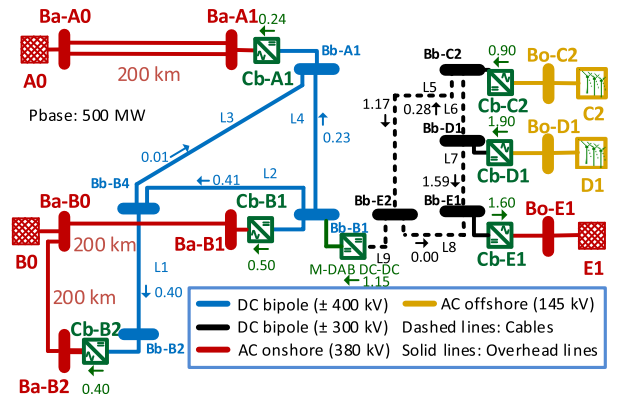 Ba-A0
Ba-A1
0.24
A0
200 km
Cb-A1
Bb-A1
Pbase: 500 MW
L3
L4
0.01
0.23
Bb-C2
0.90
Bo-C2
L5
Cb-C2
C2
1.17
0.28
L6
Bb-D1
1.90
Bo-D1
L7
Cb-D1
D1
1.59
Bb-B4
L2
0.41
Cb-B1
Ba-B0
B0
200 km
Ba-B1
0.50
Bb-B1
Bb-E2
Bb-E1
1.60
Bo-E1
L9
0.00
L8
Cb-E1
E1
M-DAB DC-DC
1.15
L1
0.40
200 km
Cb-B2
Bb-B2
Ba-B2
0.40
DC bipole (± 400 kV)
AC offshore (145 kV)
DC bipole (± 300 kV)
Dashed lines: Cables
AC onshore (380 kV)
Solid lines: Overhead lines